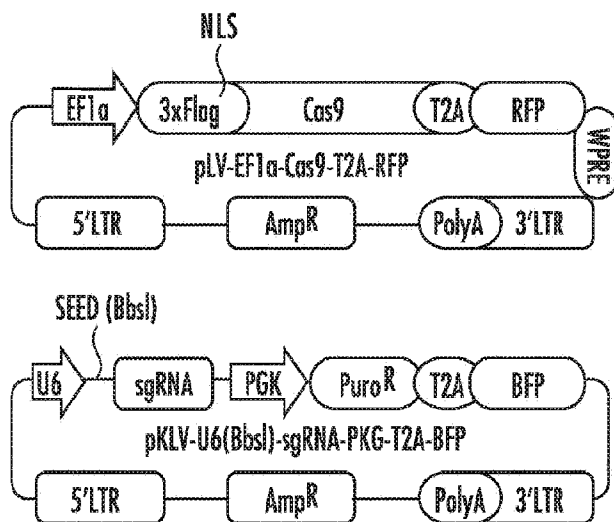 NLS
EF1a 3xFlag Cas9 T2A RFP
pLV-EF1a-Cas9-T2A-RFP
WPRE
5'LTR AmpR PolyA 3'LTR
SEED (BbsI)
U6 sgRNA PGK PuroR T2A BFP
pKLV-U6(BbsI)-sgRNA-PKG-T2A-BFP
5'LTR AmpR PolyA 3'LTR